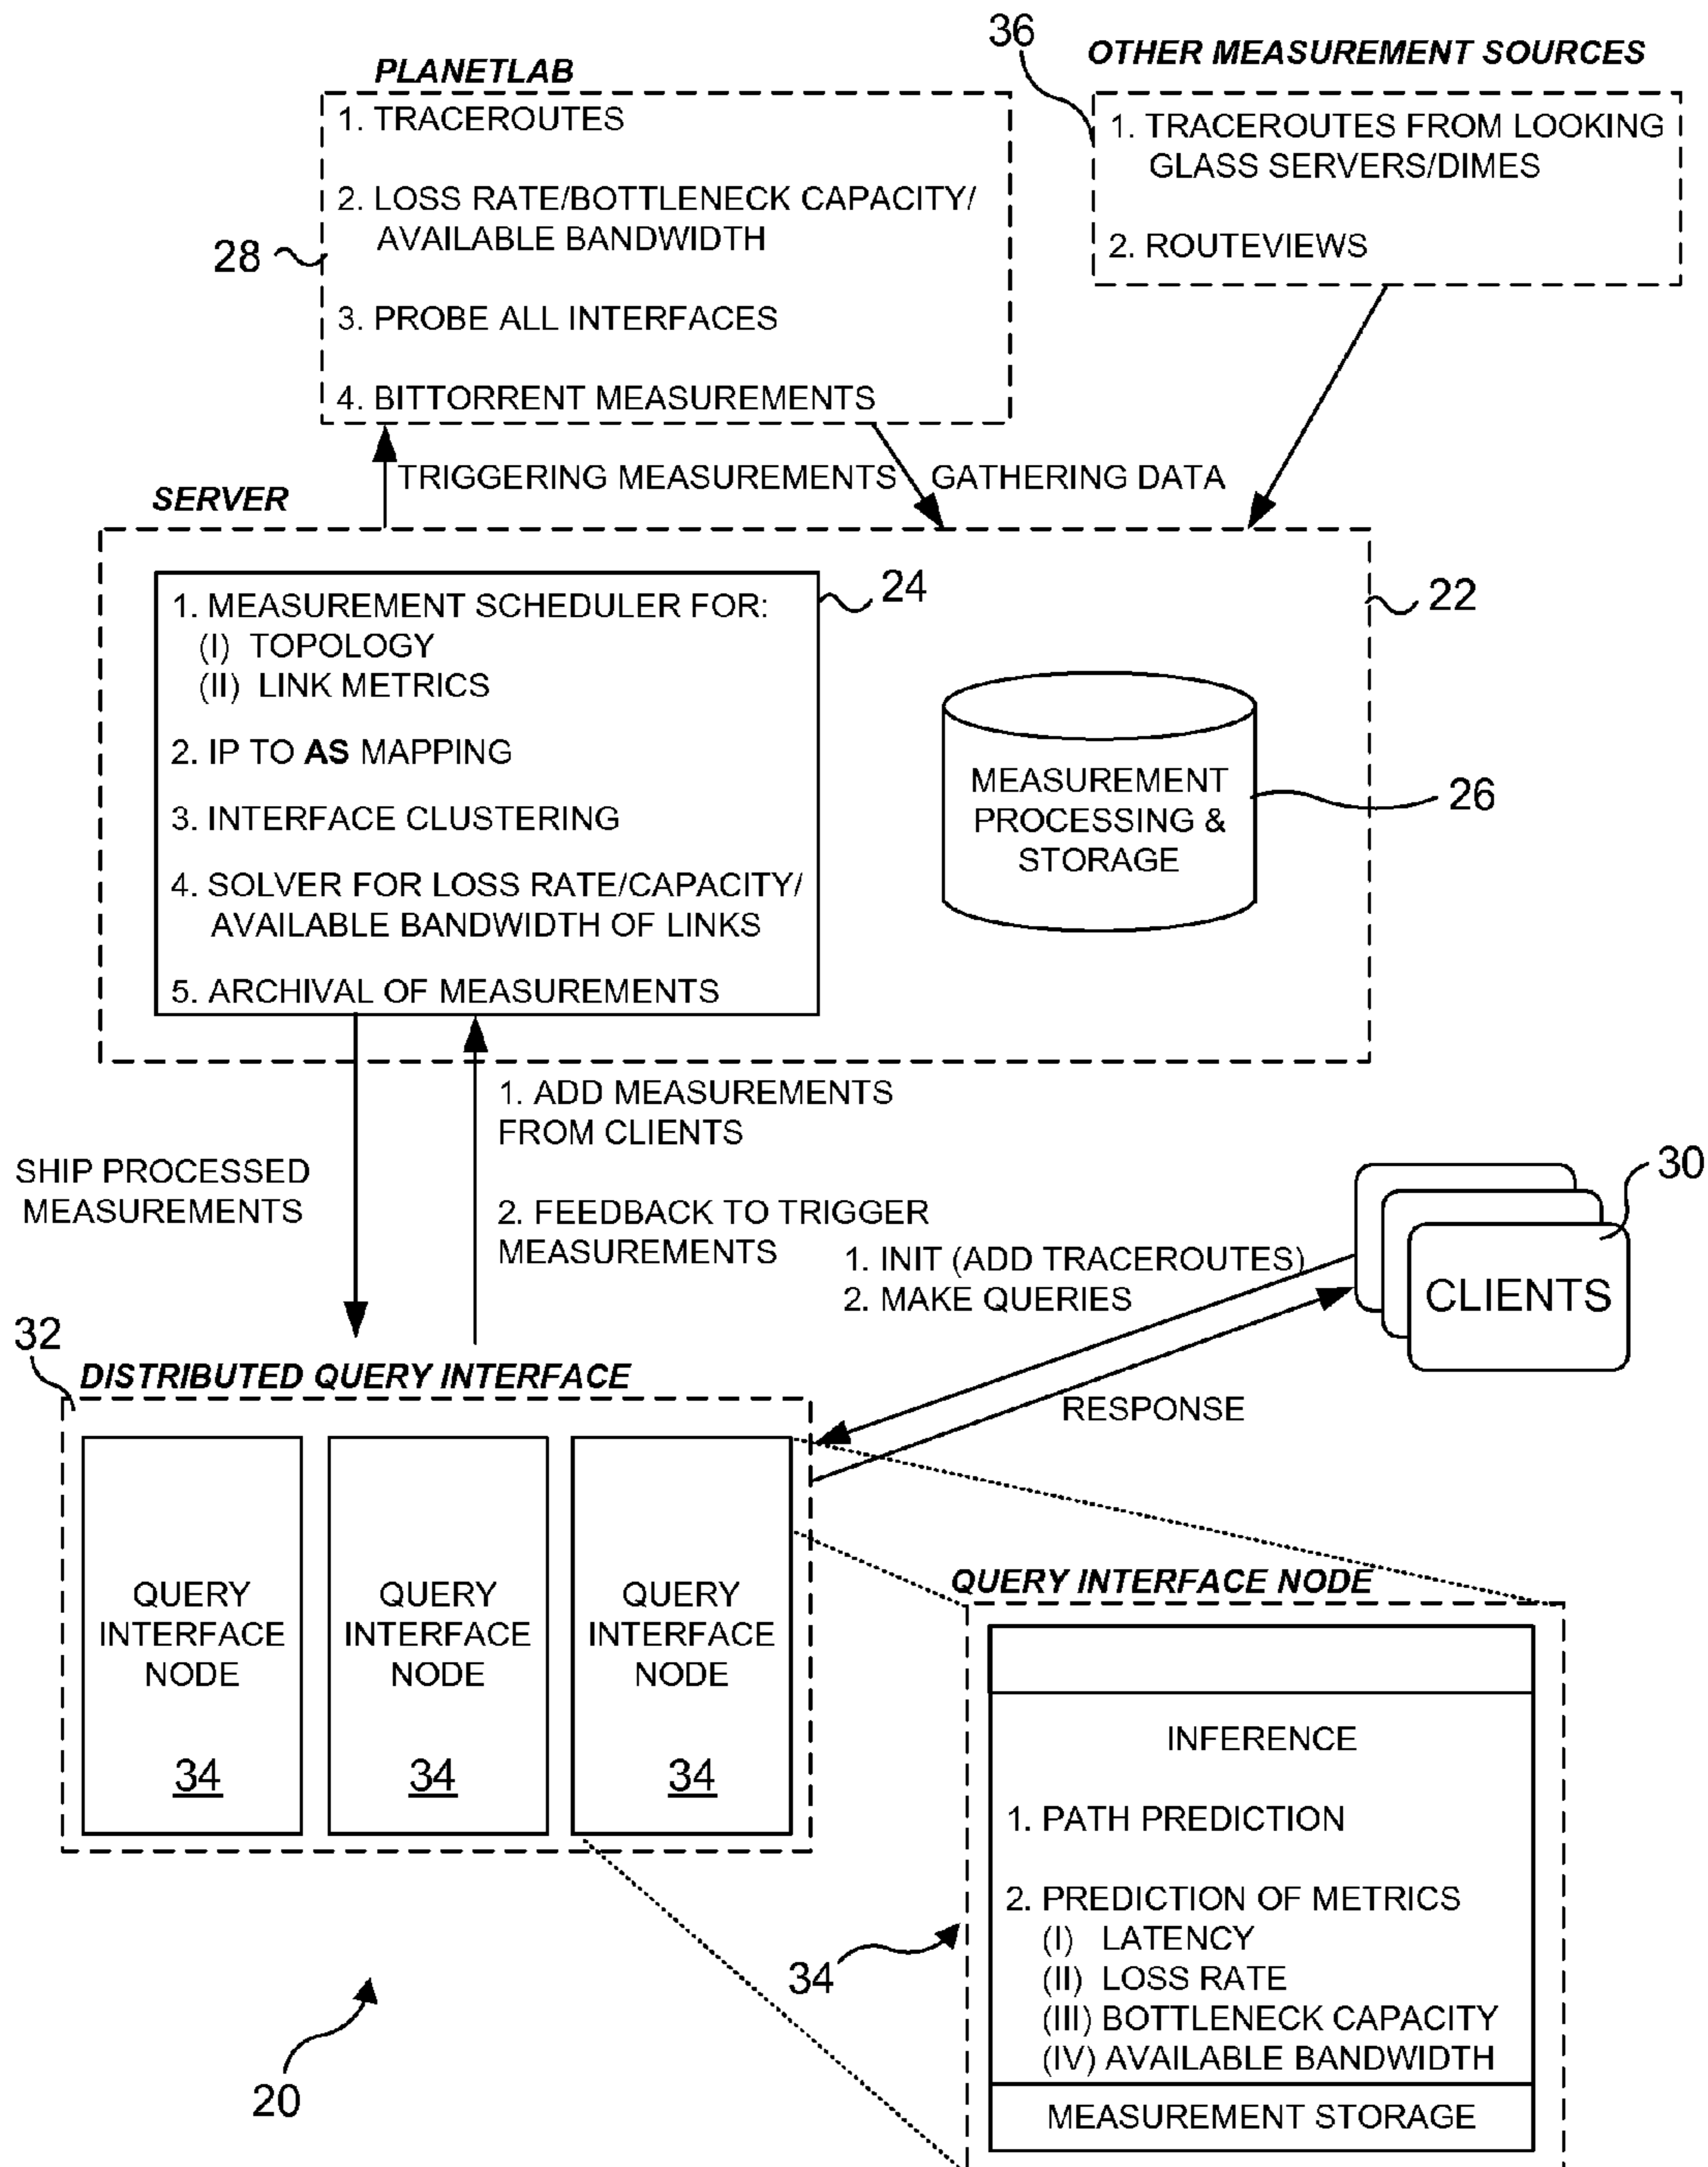 36
OTHER MEASUREMENT SOURCES
PLANETLAB
1. TRACEROUTES
2. LOSS RATE/BOTTLENECK CAPACITY/
AVAILABLE BANDWIDTH
3. PROBE ALL INTERFACES
4. BITTORRENT MEASUREMENTS
28
1. TRACEROUTES FROM LOOKING
GLASS SERVERS/DIMES
2. ROUTEVIEWS
TRIGGERING MEASUREMENTS
GATHERING DATA
SERVER
24
22
1. MEASUREMENT SCHEDULER FOR:
(I) TOPOLOGY
(II) LINK METRICS
2. IP TO AS MAPPING
3. INTERFACE CLUSTERING
4. SOLVER FOR LOSS RATE/CAPACITY/
AVAILABLE BANDWIDTH OF LINKS
5. ARCHIVAL OF MEASUREMENTS
MEASUREMENT
PROCESSING &
STORAGE
26
SHIP PROCESSED
MEASUREMENTS
1. ADD MEASUREMENTS
FROM CLIENTS
2. FEEDBACK TO TRIGGER
MEASUREMENTS
1. INIT (ADD TRACEROUTES)
2. MAKE QUERIES
30
CLIENTS
RESPONSE
32
DISTRIBUTED QUERY INTERFACE
QUERY
INTERFACE
NODE
34
QUERY
INTERFACE
NODE
34
QUERY
INTERFACE
NODE
34
QUERY INTERFACE NODE
INFERENCE
1. PATH PREDICTION
2. PREDICTION OF METRICS
(I) LATENCY
(II) LOSS RATE
(III) BOTTLENECK CAPACITY
(IV) AVAILABLE BANDWIDTH
MEASUREMENT STORAGE
34
20